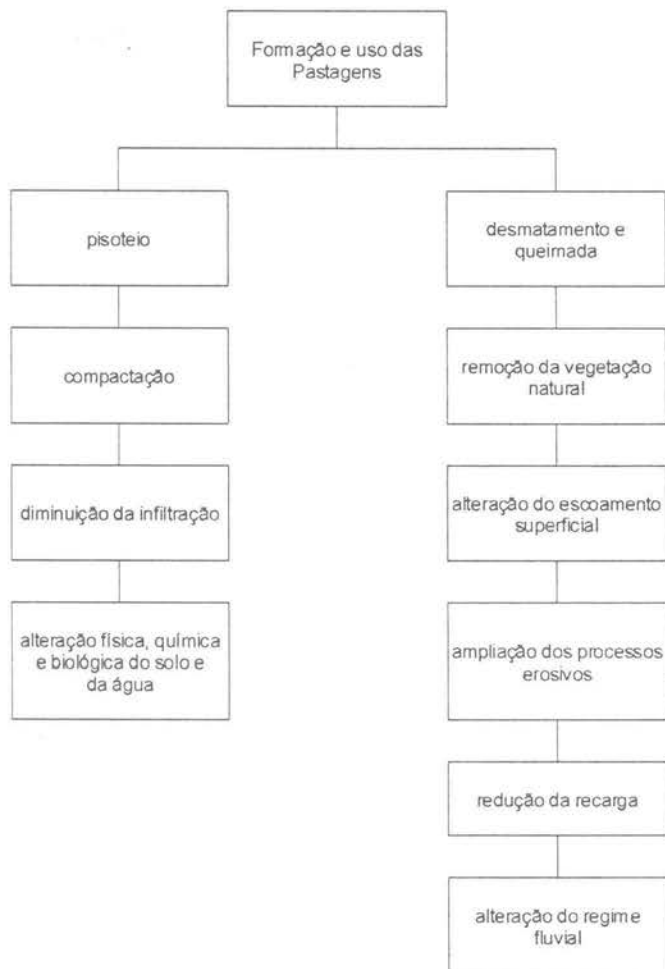 Formação e uso das
Pastagens
pisoteio
compactação
diminuição da infiltração
alteração física, química
e biológica do solo e
da água
desmatamento e
queimada
remoção da vegetação
natural
alteração do escoamento
superficial
ampliação dos processos
erosivos
redução da recarga
alteração do regime
fluvial